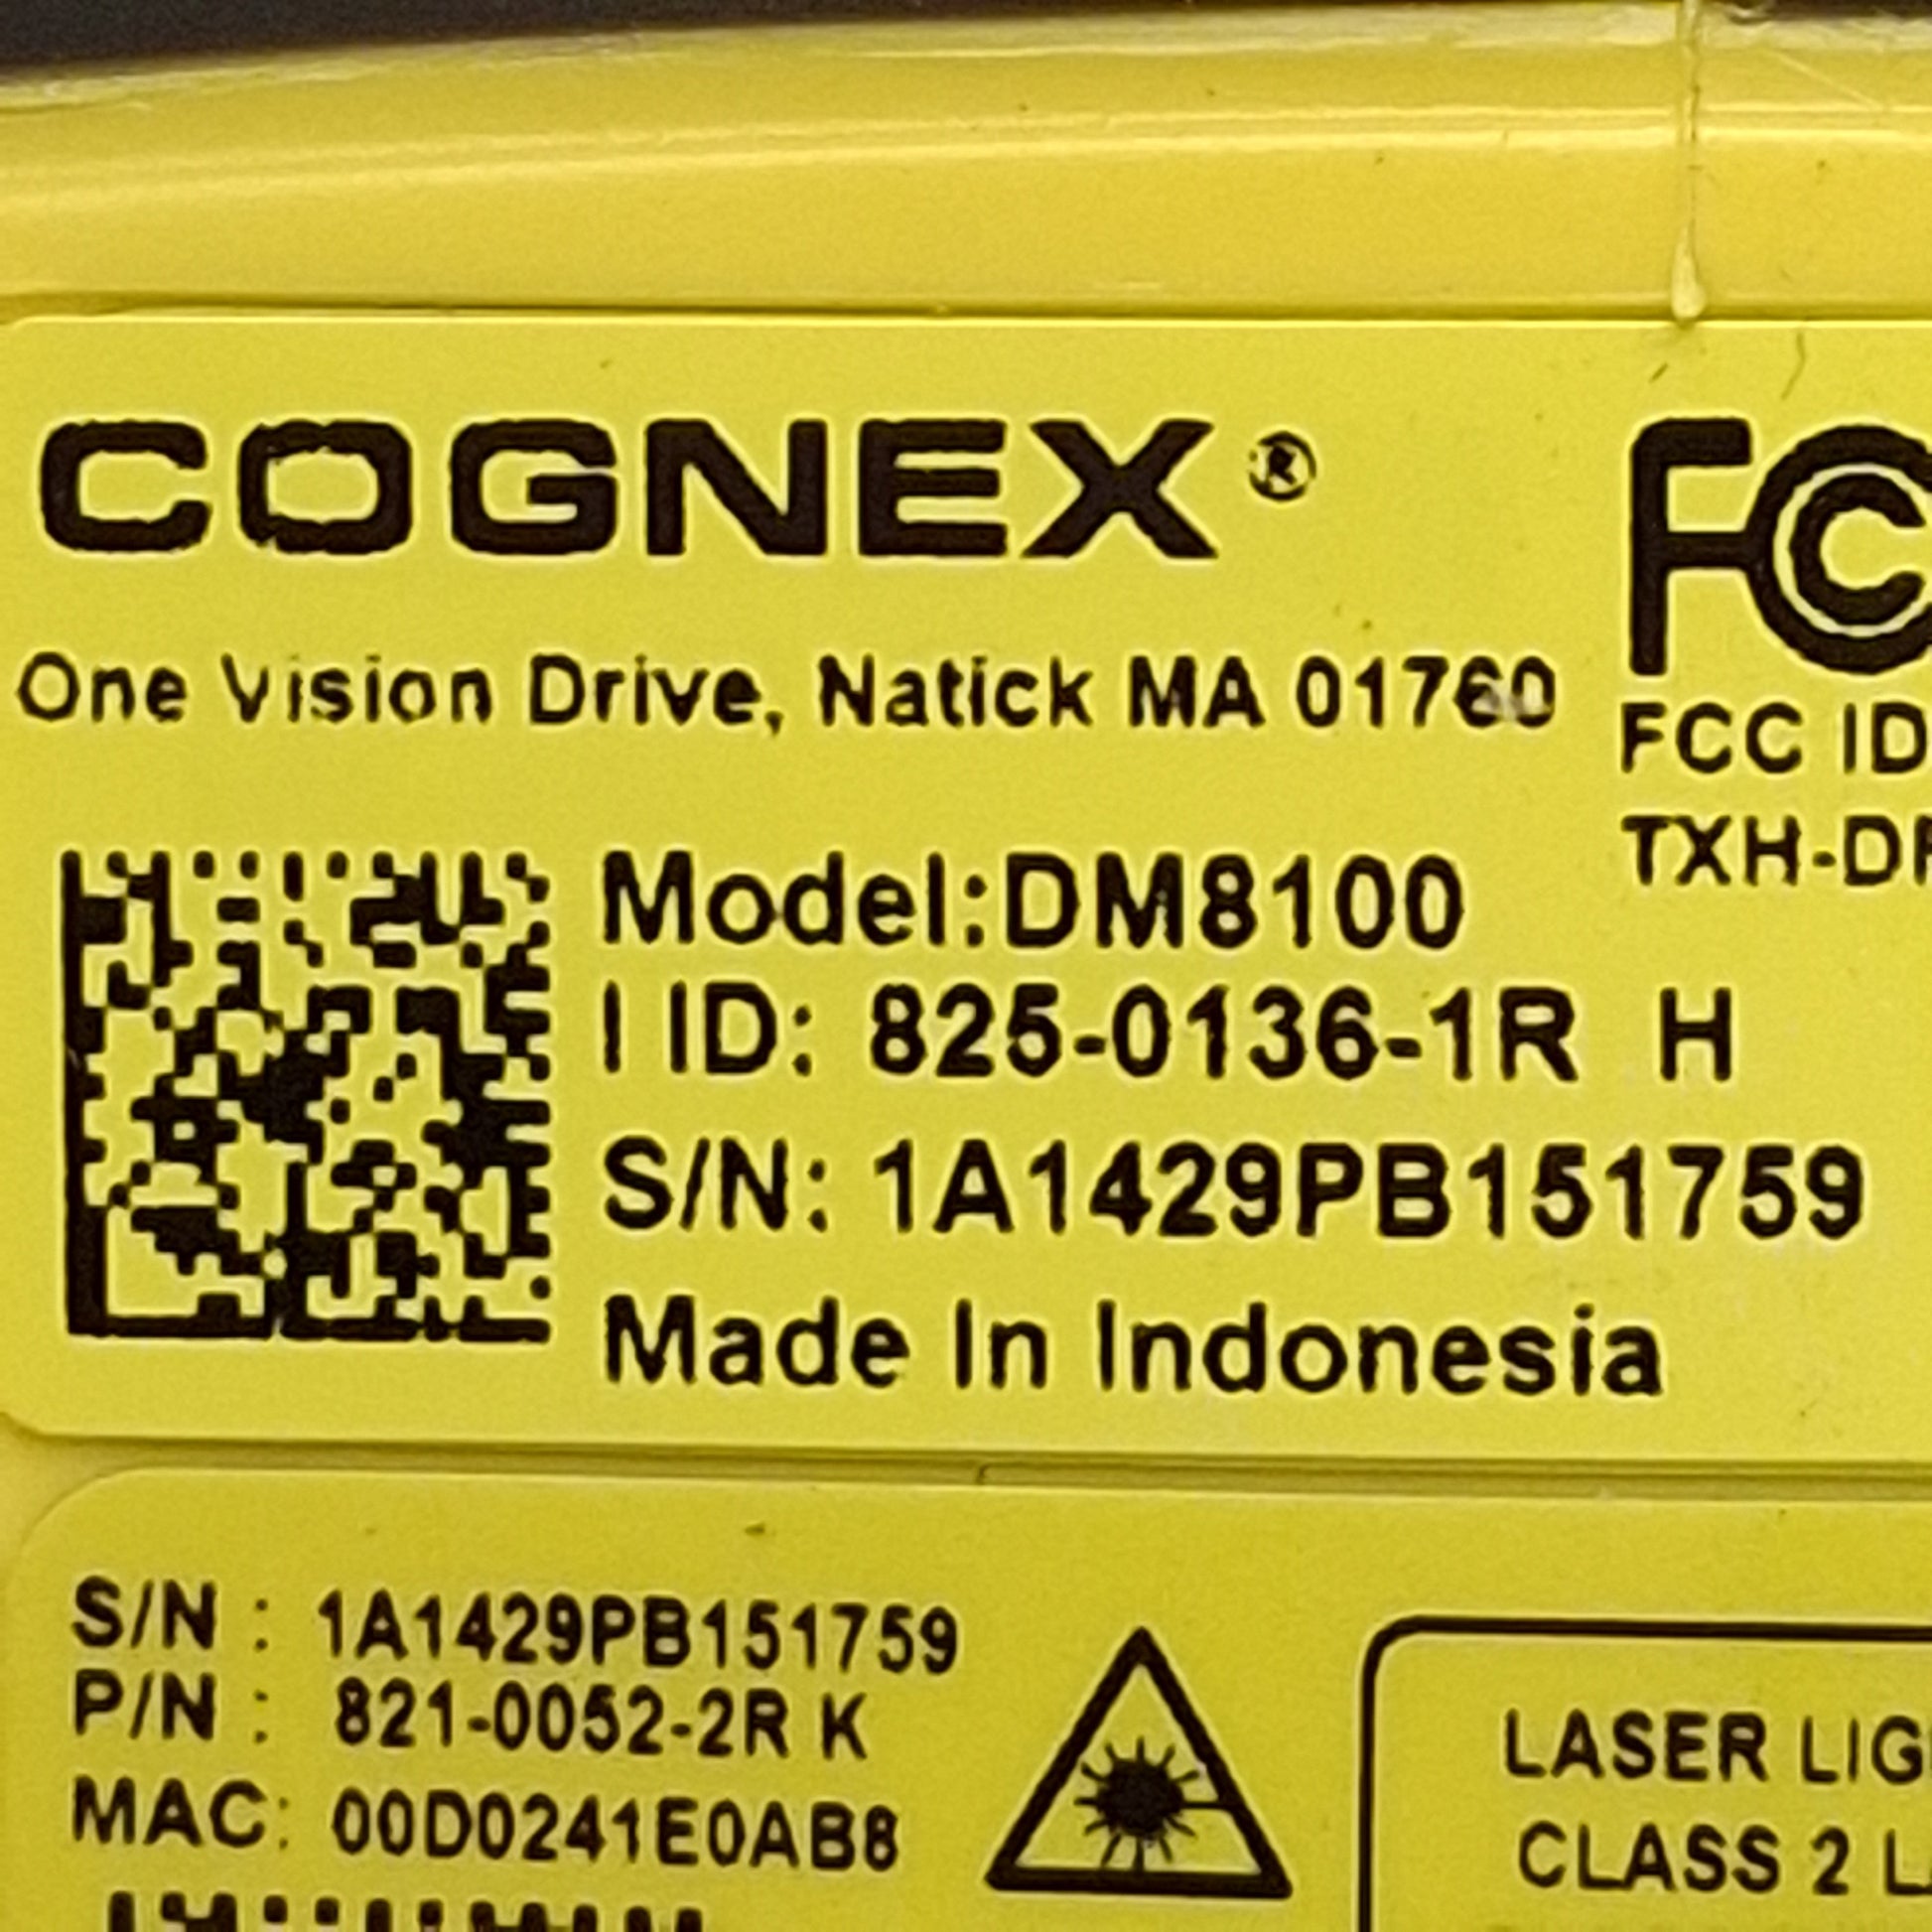 COGNEX®
One Vision Drive, Natick MA 01760
FC
FCC ID
TXH-D
Model:DM8100
I ID: 825-0136-1R H
S/N: 1A1429PB151759
Made In Indonesia
S/N : 1A1429PB151759
P/N : 821-0052-2R K
MAC: 00D0241E0AB8
LASER LIG
CLASS 2 L